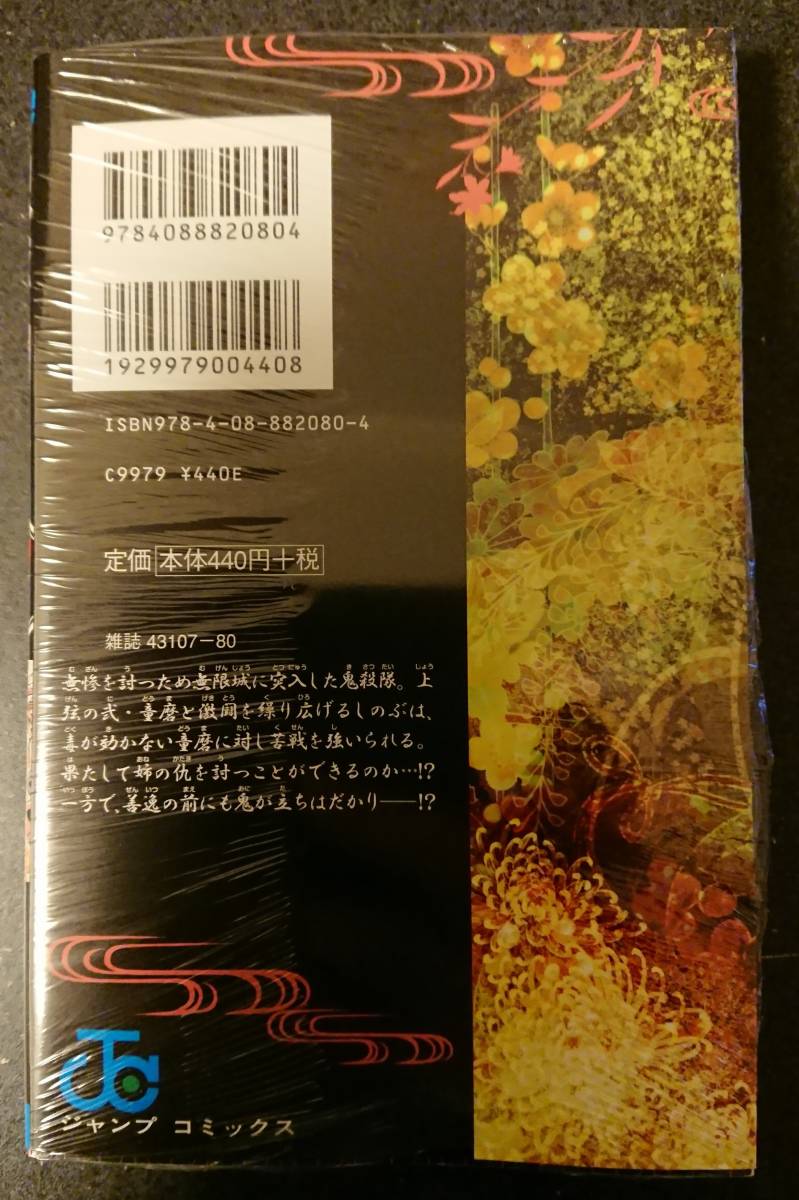 9784088820804
1929979004408
ISBN978-4-08-882080-4
C9979 ¥440E
定価 本体440円+税
雑誌 43107-80
無惨を討つため無限城に突入した鬼殺隊。上
弦の弐・童磨と激闘を繰り広げるしのぶは、
毒が効かない童磨に対し苦戦を強いられる。
果たして姉の仇を討つことができるのか…!?
一方で、善逸の前にも鬼が立ちはだかり──!?
JC
ジャンプ コミックス